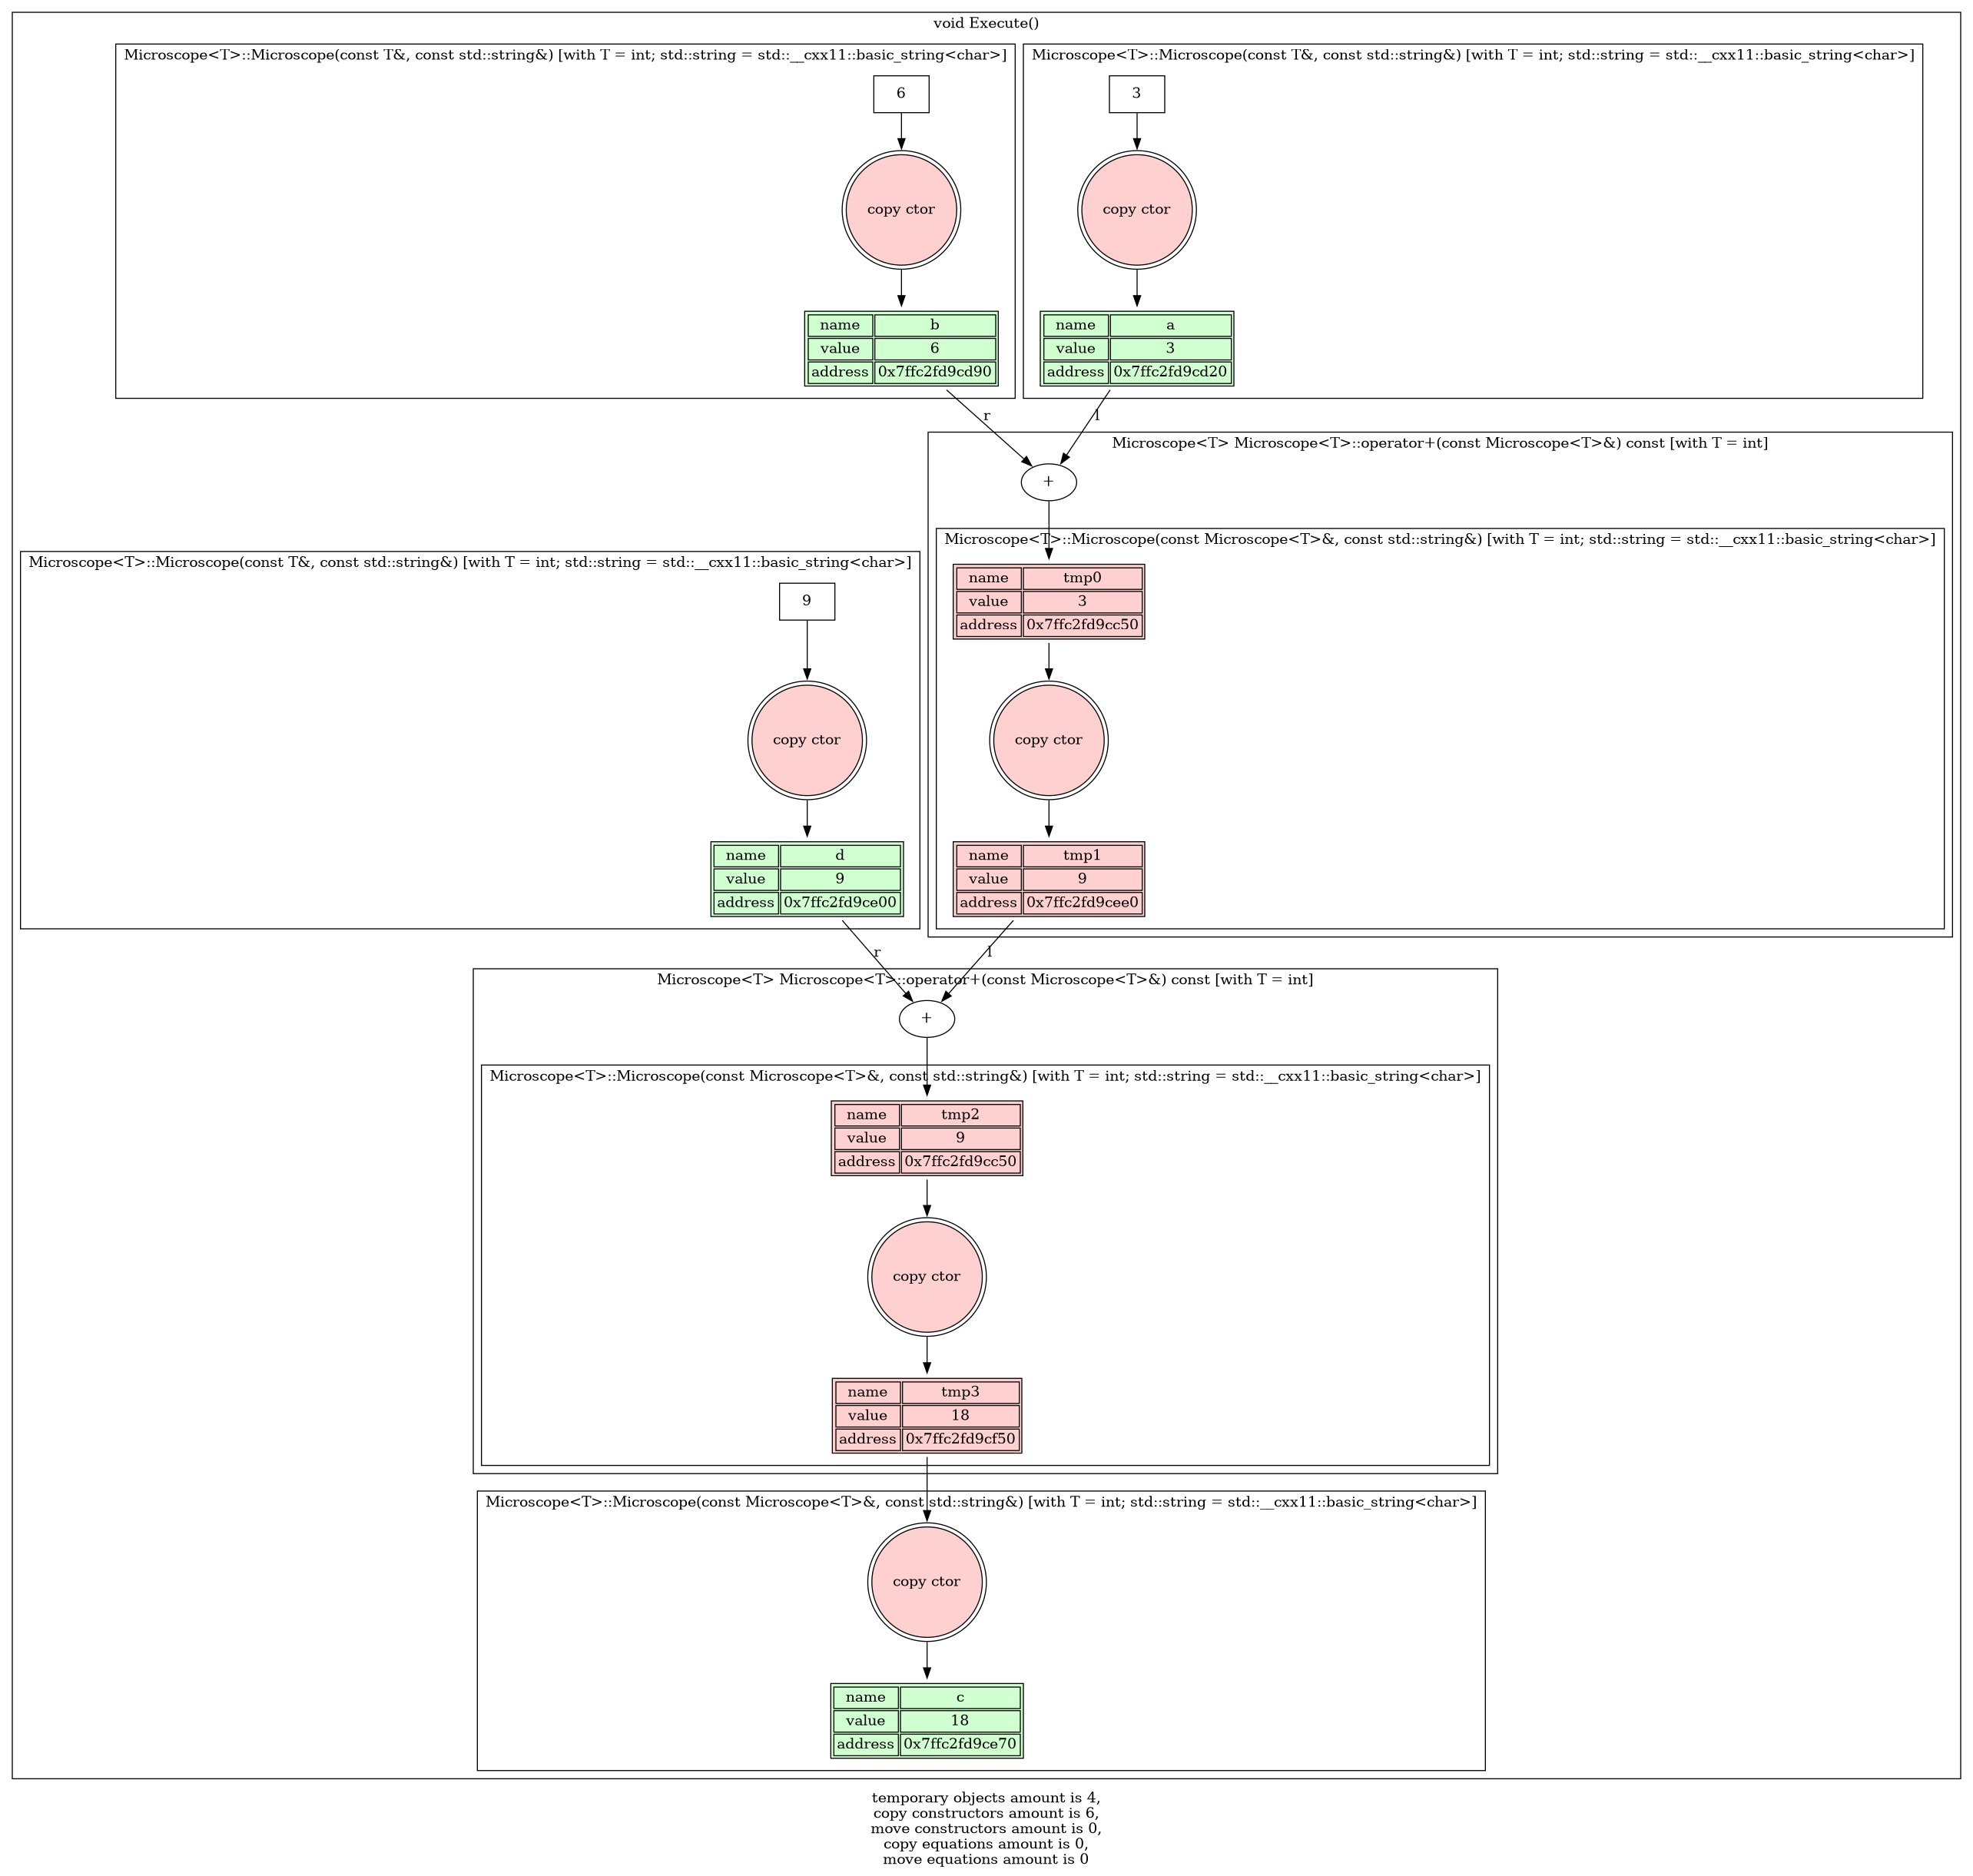 void Execute()
Microscope<T>::Microscope(const T&, const std::string&) [with T = int; std::string = std::__cxx11::basic_string<char>]
6
copy ctor
name b
value 6
address 0x7ffc2fd9cd90
Microscope<T>::Microscope(const T&, const std::string&) [with T = int; std::string = std::__cxx11::basic_string<char>]
3
copy ctor
name a
value 3
address 0x7ffc2fd9cd20
r
l
Microscope<T> Microscope<T>::operator+(const Microscope<T>&) const [with T = int]
+
Microscope<T>::Microscope(const Microscope<T>&, const std::string&) [with T = int; std::string = std::__cxx11::basic_string<char>]
name tmp0
value 3
address 0x7ffc2fd9cc50
copy ctor
name tmp1
value 9
address 0x7ffc2fd9cee0
Microscope<T>::Microscope(const T&, const std::string&) [with T = int; std::string = std::__cxx11::basic_string<char>]
9
copy ctor
name d
value 9
address 0x7ffc2fd9ce00
r
l
Microscope<T> Microscope<T>::operator+(const Microscope<T>&) const [with T = int]
+
Microscope<T>::Microscope(const Microscope<T>&, const std::string&) [with T = int; std::string = std::__cxx11::basic_string<char>]
name tmp2
value 9
address 0x7ffc2fd9cc50
copy ctor
name tmp3
value 18
address 0x7ffc2fd9cf50
Microscope<T>::Microscope(const Microscope<T>&, const std::string&) [with T = int; std::string = std::__cxx11::basic_string<char>]
copy ctor
name c
value 18
address 0x7ffc2fd9ce70
temporary objects amount is 4,
copy constructors amount is 6,
move constructors amount is 0,
copy equations amount is 0,
move equations amount is 0